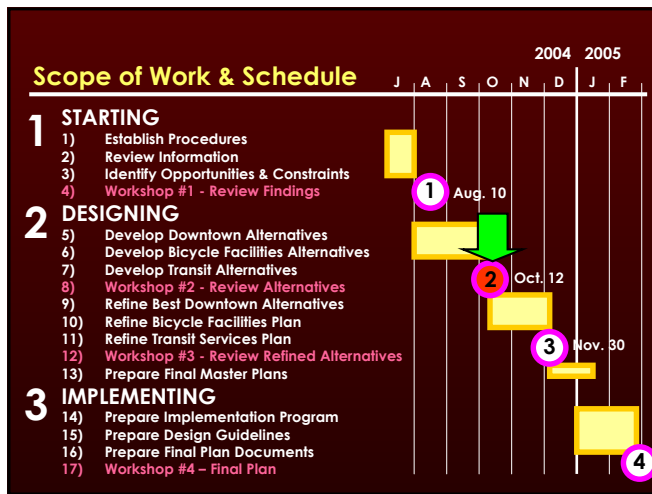 2004 2005
Scope of Work & Schedule J A S O N D J F
1 STARTING
1) Establish Procedures
2) Review Information
3) Identify Opportunities & Constraints
4) Workshop #1 - Review Findings 1 Aug. 10
2 DESIGNING
5) Develop Downtown Alternatives
6) Develop Bicycle Facilities Alternatives
7) Develop Transit Alternatives
8) Workshop #2 - Review Alternatives 2 Oct. 12
9) Refine Best Downtown Alternatives
10) Refine Bicycle Facilities Plan
11) Refine Transit Services Plan
12) Workshop #3 - Review Refined Alternatives 3 Nov. 30
13) Prepare Final Master Plans
3 IMPLEMENTING
14) Prepare Implementation Program
15) Prepare Design Guidelines
16) Prepare Final Plan Documents
17) Workshop #4 – Final Plan 4